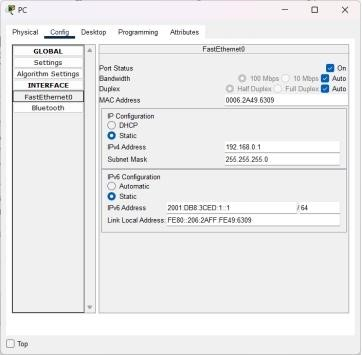 PC
Physical Config Desktop Programming Attributes
GLOBAL
Settings
Algorithm Settings
INTERFACE
FastEthernet0
Bluetooth
FastEthernet0
Port Status On
Bandwidth 100 Mbps 10 Mbps Auto
Duplex Half Duplex Full Duplex Auto
MAC Address 0006.2A49.6309
IP Configuration
DHCP
Static
IPv4 Address 192.168.0.1
Subnet Mask 255.255.255.0
IPv6 Configuration
Automatic
Static
IPv6 Address 2001:DB8:3CED:1::1 / 64
Link Local Address: FE80::206:2AFF:FE49:6309
Top